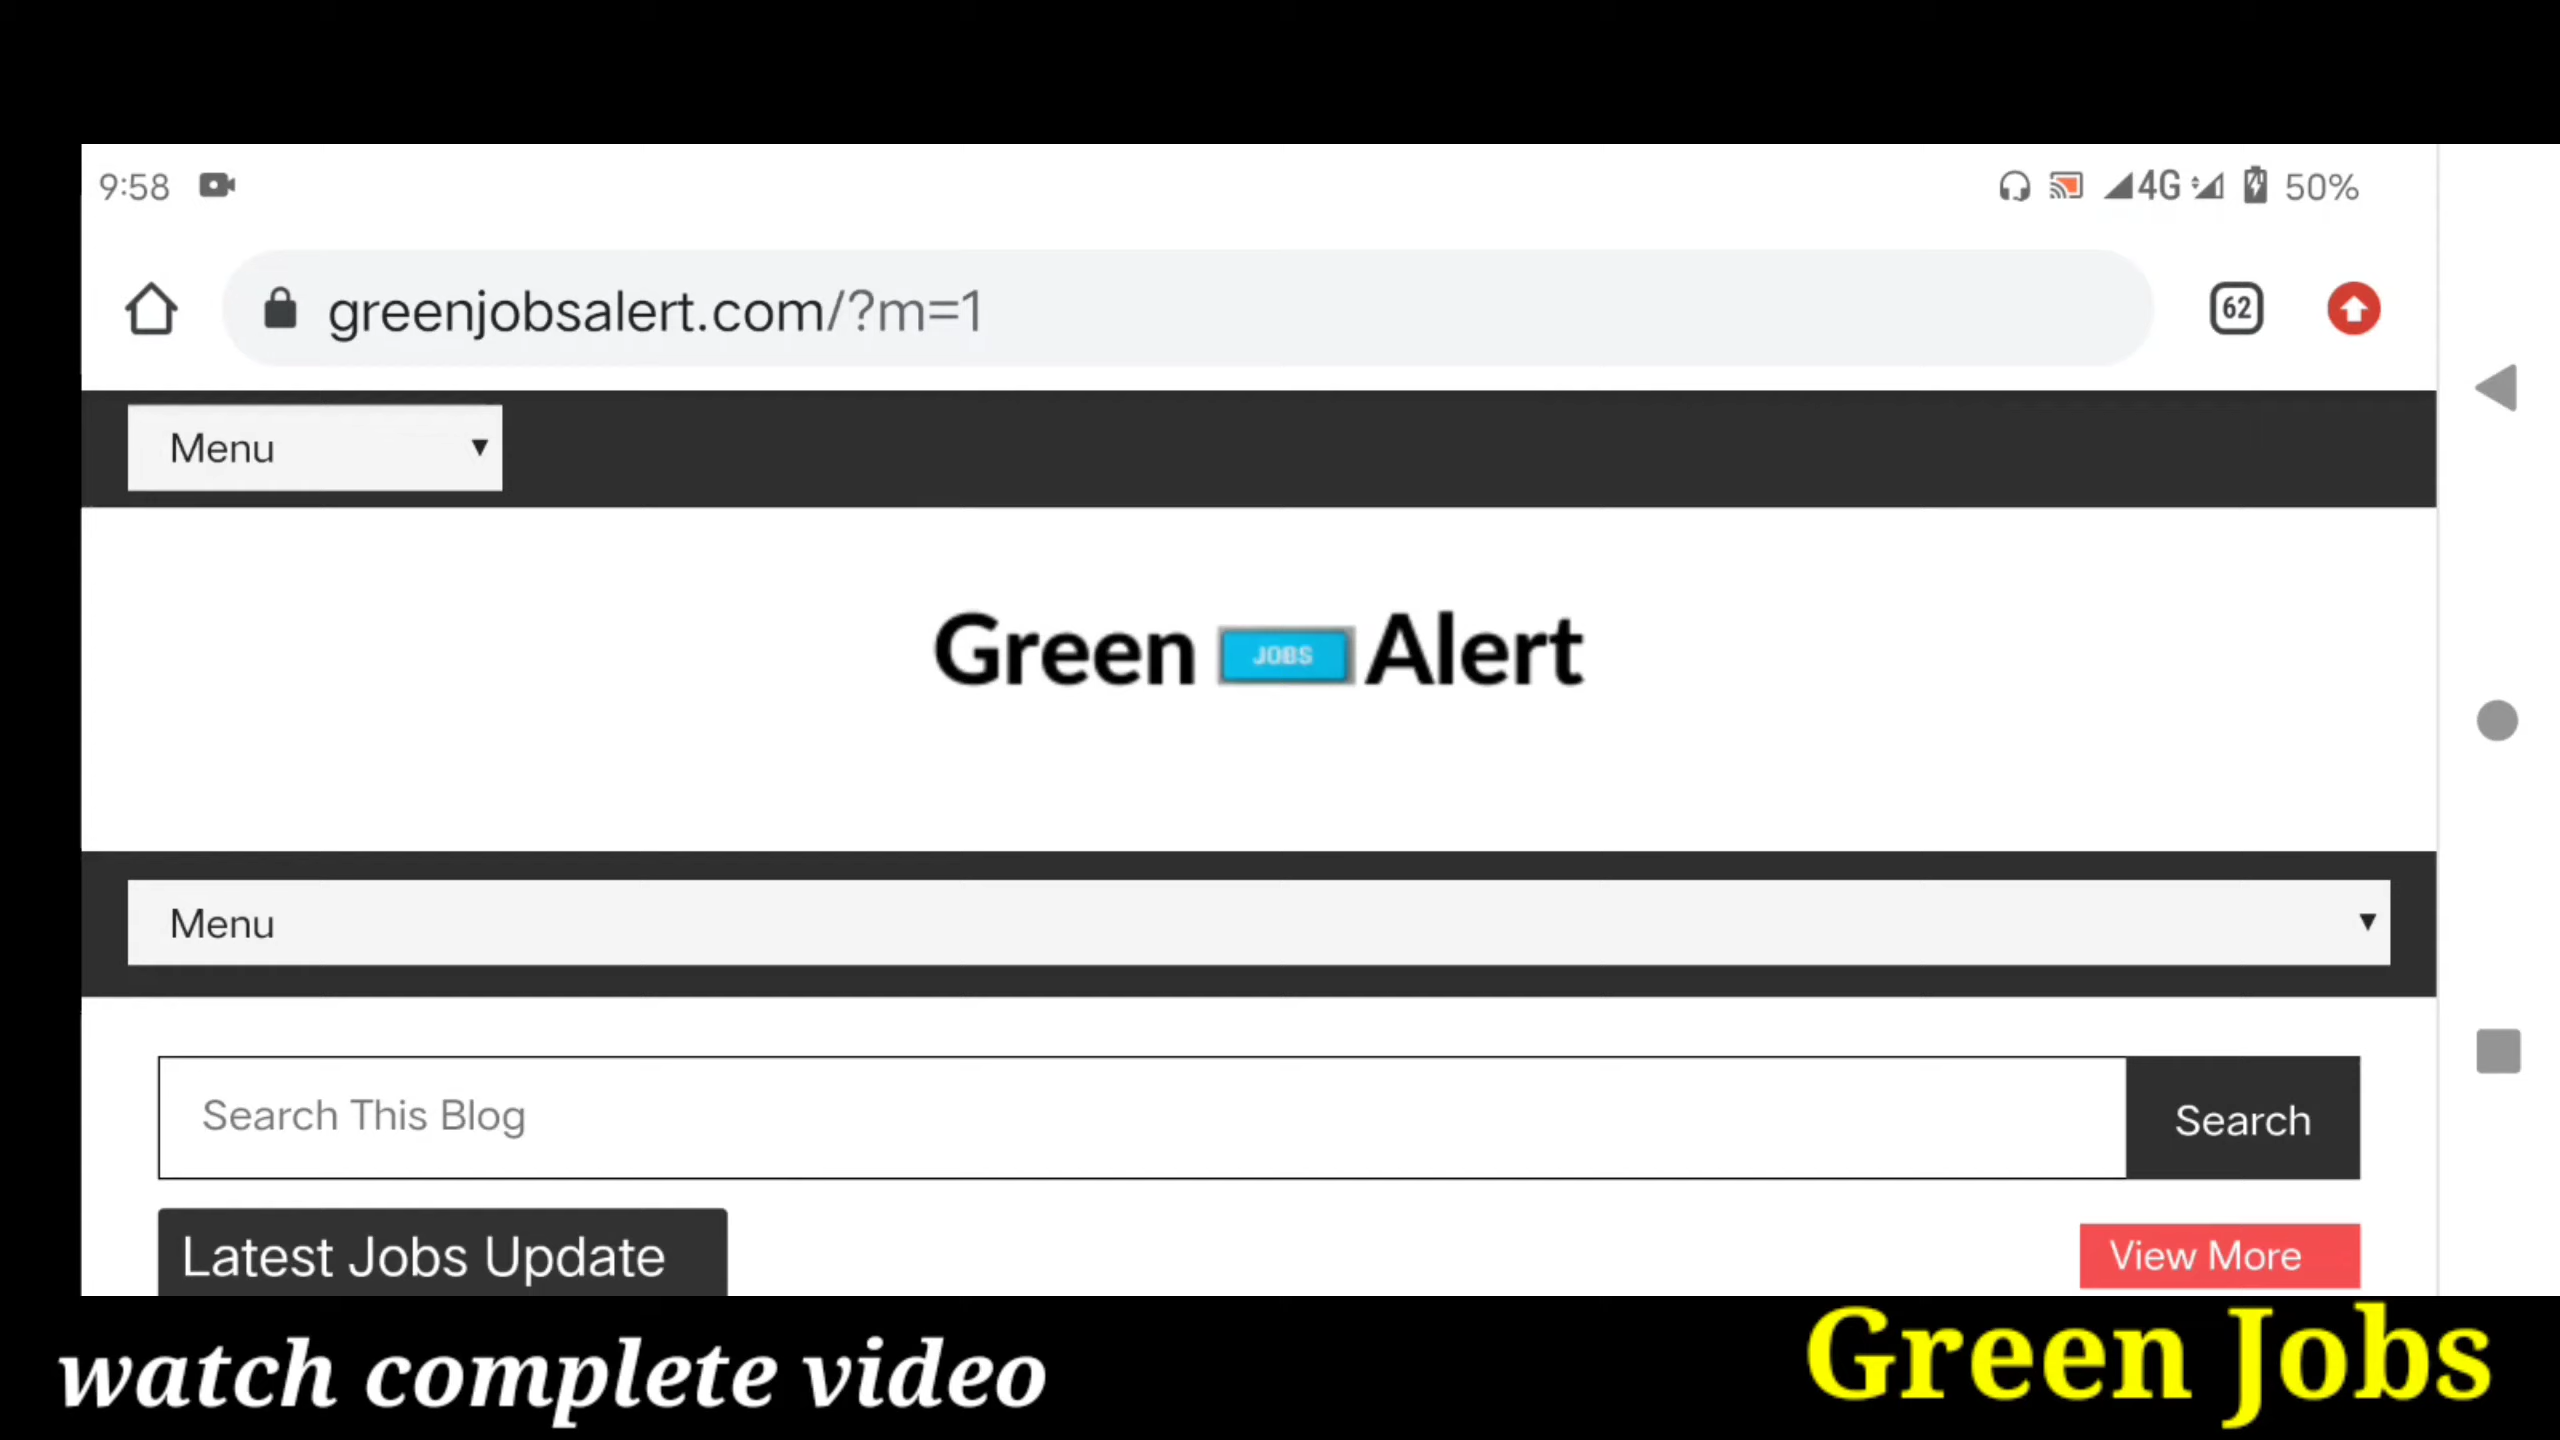 9:58
4G 50%
greenjobsalert.com/?m=1
62
Menu
Green JOBS Alert
Menu
Search This Blog
Search
Latest Jobs Update
View More
watch complete video
Green Jobs